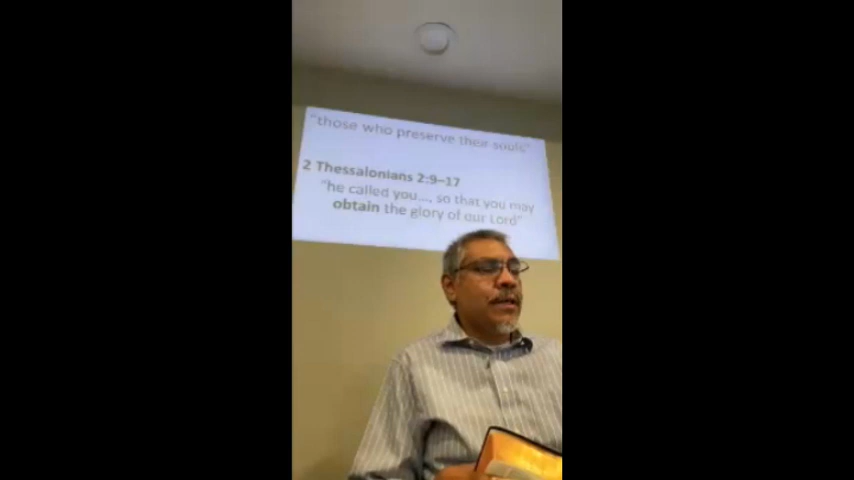 "those who preserve their souls"
2 Thessalonians 2:9–17
"he called you..., so that you may
obtain the glory of our Lord"